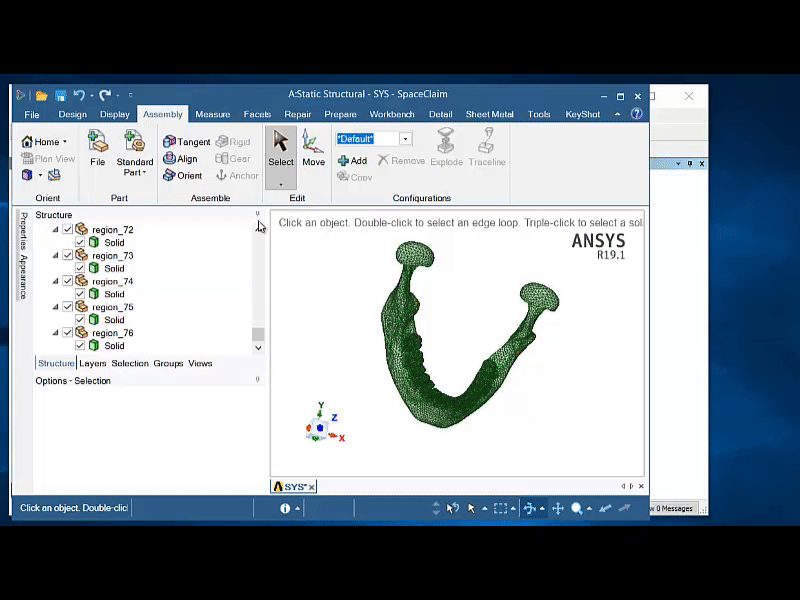 A:Static Structural - SYS - SpaceClaim
File Design Display Assembly Measure Facets Repair Prepare Workbench Detail Sheet Metal Tools KeyShot
Home
Plan View
File
Standard
Part
Tangent
Align
Orient
Rigid
Gear
Anchor
Select
Move
*Default*
Add
Remove
Copy
Explode
Traceline
Orient Part Assemble Edit Configurations
Structure
Properties
Appearance
region_72
Solid
region_73
Solid
region_74
Solid
region_75
Solid
region_76
Solid
Structure Layers Selection Groups Views
Options - Selection
Click an object. Double-click to select an edge loop. Triple-click to select a sol
ANSYS
R19.1
Y
Z
X
SYS*
Click an object. Double-clic
0 Messages